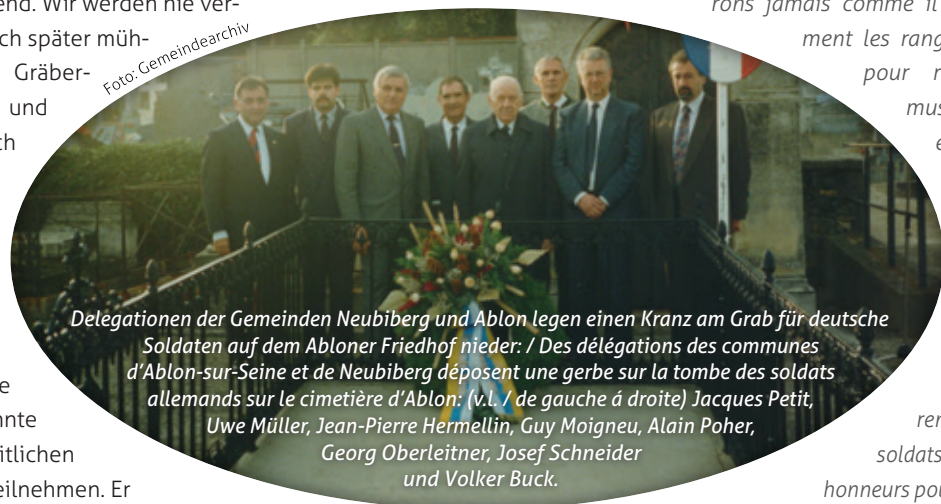 end. Wir werden nie ver-
ch später müh-
Gräber-
und
ch
Foto: Gemeindearchiv
Delegationen der Gemeinden Neubiberg und Ablon legen einen Kranz am Grab für deutsche
Soldaten auf dem Abloner Friedhof nieder: / Des délégations des communes
d'Ablon-sur-Seine et de Neubiberg déposent une gerbe sur la tombe des soldats
allemands sur le cimetière d'Ablon: (v.l. / de gauche á droite) Jacques Petit,
Uwe Müller, Jean-Pierre Hermellin, Guy Moigneu, Alain Poher,
Georg Oberleitner, Josef Schneider
und Volker Buck.
e
nnte
itlichen
eilnehmen. Er
rons jamais comme il
ment les rang
pour
mus
e
ren
soldats
honneurs pou